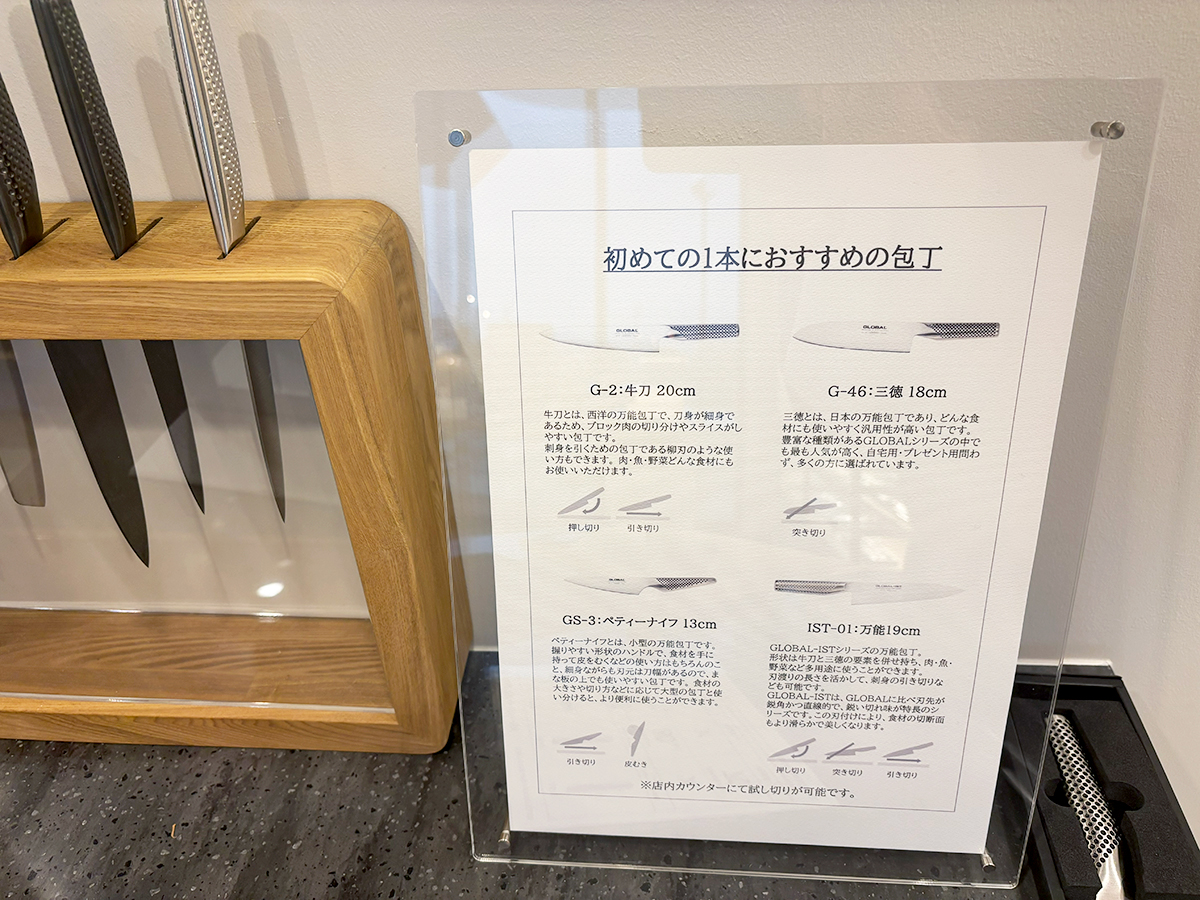 初めての1本におすすめの包丁
GLOBAL
G-2:牛刀 20cm
牛刀とは、西洋の万能包丁で、刀身が細身で
あるため、ブロック肉の切り分けやスライスがし
やすい包丁です。
刺身を引くための包丁である柳刃のような使
い方もできます。肉・魚・野菜どんな食材にも
お使いいただけます。
押し切り 引き切り
GLOBAL
G-46:三徳 18cm
三徳とは、日本の万能包丁であり、どんな食
材にも使いやすく汎用性が高い包丁です。
豊富な種類があるGLOBALシリーズの中で
も最も人気が高く、自宅用・プレゼント用問わ
ず、多くの方に選ばれています。
突き切り
GLOBAL
GS-3:ペティーナイフ 13cm
ペティーナイフとは、小型の万能包丁です。
握りやすい形状のハンドルで、食材を手に
持って皮をむくなどの使い方はもちろんのこ
と、細身ながらも刃元は刀幅があるので、ま
な板の上でも使いやすい包丁です。食材の
大きさや切り方などに応じて大型の包丁と使
い分けると、より便利に使うことができます。
引き切り 皮むき
GLOBAL-IST
IST-01:万能19cm
GLOBAL-ISTシリーズの万能包丁。
形状は牛刀と三徳の要素を併せ持ち、肉・魚・
野菜など多用途に使うことができます。
刃渡りの長さを活かして、刺身の引き切りな
ども可能です。
GLOBAL-ISTは、GLOBALに比べ刃先が
鋭角かつ直線的で、鋭い切れ味が特長のシ
リーズです。この刃付けにより、食材の切断面
もより滑らかで美しくなります。
押し切り 突き切り 引き切り
※店内カウンターにて試し切りが可能です。